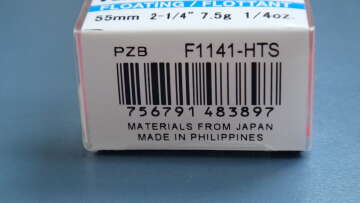 FLOATING / FLOTTANT
55mm 2-1/4" 7.5g 1/4oz.
PZB F1141-HTS
756791 483897
MATERIALS FROM JAPAN
MADE IN PHILIPPINES